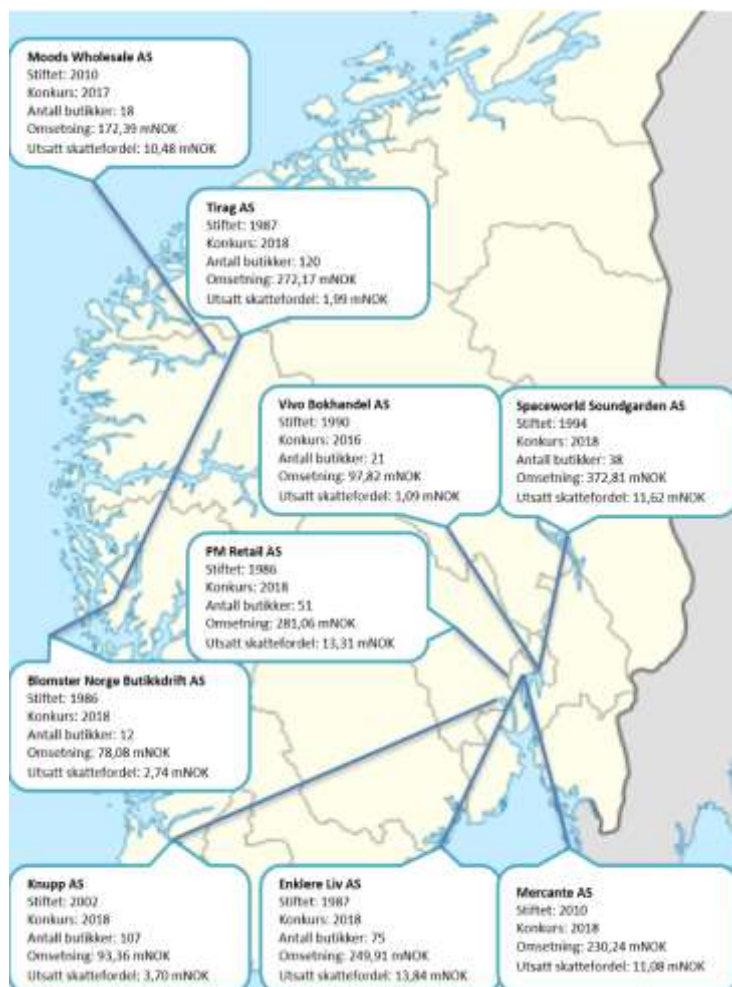 Moods Wholesale AS
Stiftet: 2010
Konkurs: 2017
Antall butikker: 18
Omsetning: 172,39 mNOK
Utsatt skattefordel: 10,48 mNOK
Tirag AS
Stiftet: 1987
Konkurs: 2018
Antall butikker: 120
Omsetning: 272,17 mNOK
Utsatt skattefordel: 1,99 mNOK
Vivo Bokhandel AS
Stiftet: 1990
Konkurs: 2016
Antall butikker: 21
Omsetning: 97,82 mNOK
Utsatt skattefordel: 1,09 mNOK
Spaceworld Soundgarden AS
Stiftet: 1994
Konkurs: 2018
Antall butikker: 38
Omsetning: 372,81 mNOK
Utsatt skattefordel: 11,62 mNOK
PM Retail AS
Stiftet: 1986
Konkurs: 2018
Antall butikker: 51
Omsetning: 281,06 mNOK
Utsatt skattefordel: 13,31 mNOK
Blomster Norge Butikkdrift AS
Stiftet: 1986
Konkurs: 2018
Antall butikker: 12
Omsetning: 78,08 mNOK
Utsatt skattefordel: 2,74 mNOK
Knupp AS
Stiftet: 2002
Konkurs: 2018
Antall butikker: 107
Omsetning: 93,36 mNOK
Utsatt skattefordel: 3,70 mNOK
Enklere Liv AS
Stiftet: 1987
Konkurs: 2018
Antall butikker: 75
Omsetning: 249,91 mNOK
Utsatt skattefordel: 13,84 mNOK
Mercante AS
Stiftet: 2010
Konkurs: 2018
Omsetning: 230,24 mNOK
Utsatt skattefordel: 11,08 mNOK